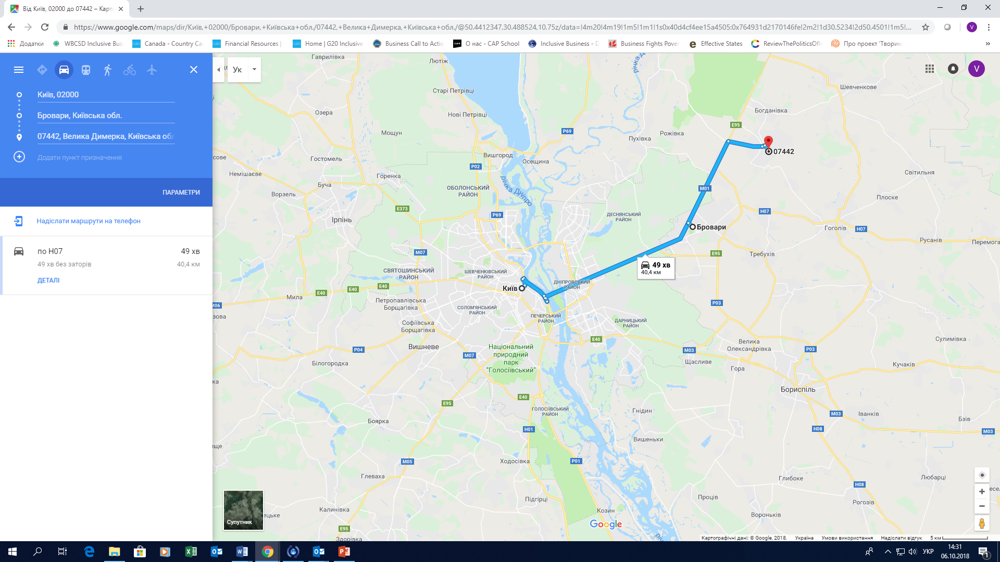 Від Київ, 02000 до 07442 – Карт
https://www.google.com/maps/dir/Київ,+02000/Бровари,+Київська+обл./07442,+Велика+Димерка,+Київська+обл./@50.4412347,30.488524,10.75z/data=!4m20!4m19!1m5!1m1!1s0x40d4cf4ee15a4505:0x764931d2170146fe!2m2!1d30.5234!2d50.4501!1m5!...
Додатки
WBCSD Inclusive Bus
Canada - Country Ca
Financial Resources |
Home | G20 Inclusive
Business Call to Actio
О нас - CAP School
Inclusive Business - D
Business Fights Pover
Effective States
ReviewThePoliticsOfI
Про проект 'Творим
V
Київ, 02000
Бровари, Київська обл.
07442, Велика Димерка, Київська об
Додати пункт призначення
ПАРАМЕТРИ
Надіслати маршрути на телефон
по Н07
49 хв
49 хв без заторів
40,4 км
ДЕТАЛІ
Ук
V
Гаврилівка
Лютіж
річка Д
Шевченкове
Старі Петрівці
Озера
Нові Петрівці
Богданівка
E95
Мощун
P69
Пухівка
Рожівка
07442
сове
Гостомель
Вишгород
Осещина
Немішаєве
P02
Горенка
річка Дніпро
Світильня
Буча
ОБОЛОНСЬКИЙ
РАЙОН
M01
Ворзель
Плоске
E373
P69
ДЕСНЯНСЬКИЙ
РАЙОН
H07
Ірпінь
Бровари
Гоголів
H07
Русанів
Перемога
M07
E95
Требухів
49 хв
40,4 км
СВЯТОШИНСЬКИЙ
РАЙОН
ШЕВЧЕНКІВСЬКИЙ
РАЙОН
ДНІПРОВСЬКИЙ
РАЙОН
Київ
E40
E40
E40
Мила
Петропавлівська
Борщагівка
M06
зова
СОЛОМ'ЯНСЬКИЙ
РАЙОН
P03
ПЕЧЕРСЬКИЙ
РАЙОН
ДАРНИЦЬКИЙ
РАЙОН
Софіївська
Борщагівка
E40
Вишневе
Національний
природний
парк
"Голосіївський"
P04
M07
M03
Велика
Олександрівка
P03
Сулимівка
Щасливе
Білогородка
Гора
Кучаків
ка
Бориспіль
E40
E95
ГОЛОСІЇВСЬКИЙ
РАЙОН
Гнідин
M03
Іванків
Бзів
Боярка
H01
H08
M03
Вишеньки
ище
M05
Ходосівка
P01
Глеваха
Глибоке
Любарці
H08
Підгірці
Проців
Рогозів
Калинівка
ецьке
Козин
Вороньків
E95
Здорівка
Супутник
Google
Картографічні дані: © Google, 2018.
Україна
Умови використання
Надіслати відгук
5 км
УКР
14:31
06.10.2018
1